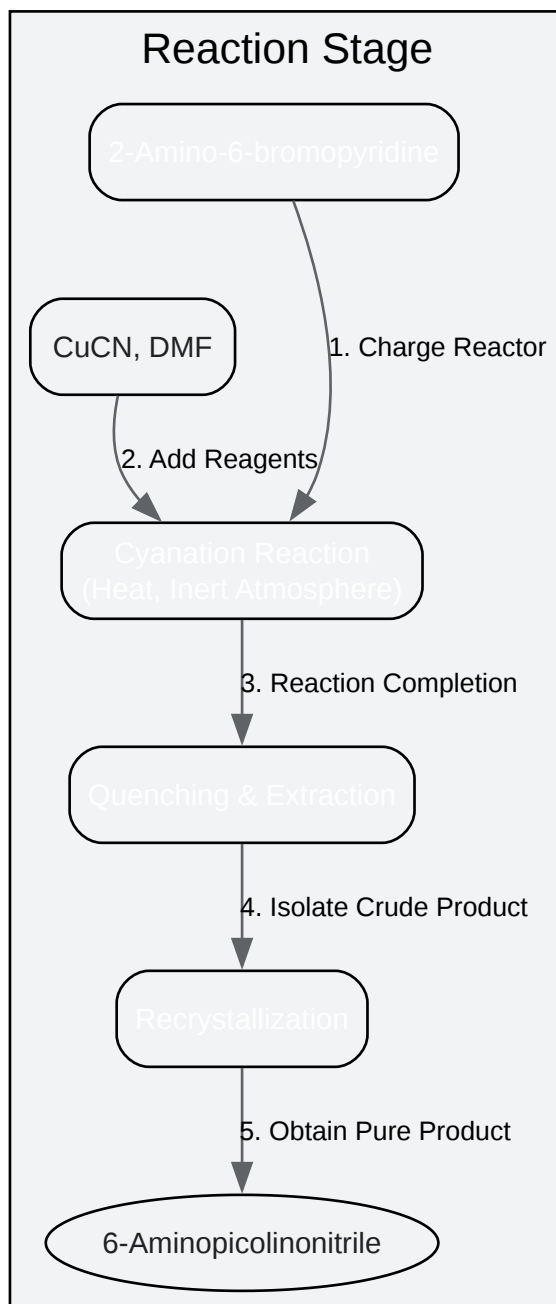 Reaction Stage
2-Amino-6-bromopyridine
1. Charge Reactor
CuCN, DMF
2. Add Reagents
Cyanation Reaction
(Heat, Inert Atmosphere)
3. Reaction Completion
Quenching & Extraction
4. Isolate Crude Product
Recrystallization
5. Obtain Pure Product
6-Aminopicolinonitrile